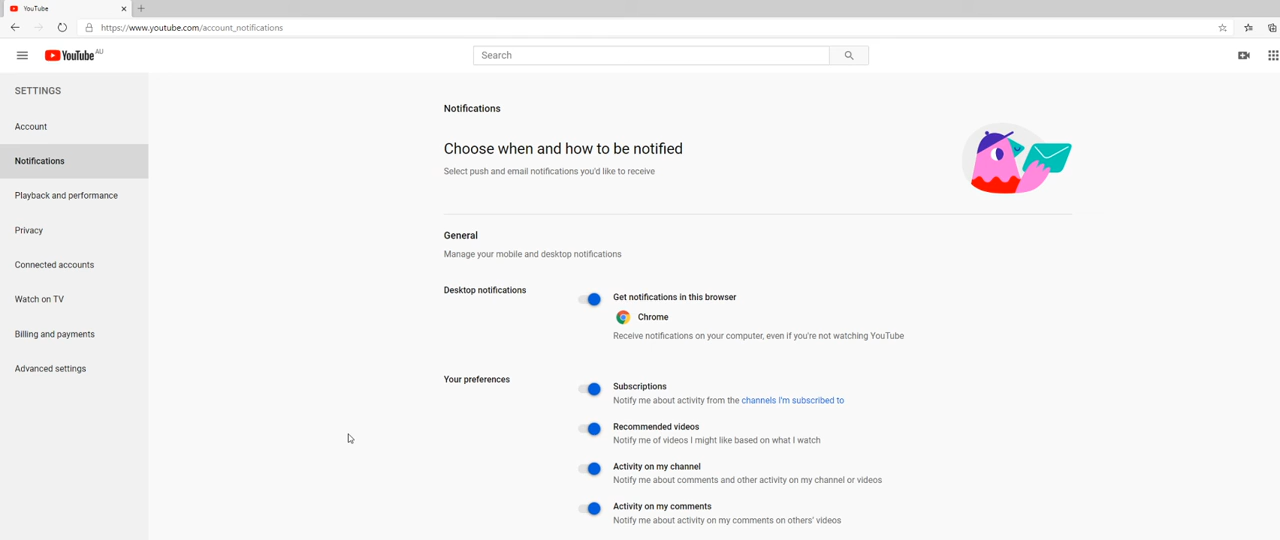 YouTube
https://www.youtube.com/account_notifications
YouTube AU
Search
SETTINGS
Account
Notifications
Playback and performance
Privacy
Connected accounts
Watch on TV
Billing and payments
Advanced settings
Notifications
Choose when and how to be notified
Select push and email notifications you'd like to receive
General
Manage your mobile and desktop notifications
Desktop notifications
Get notifications in this browser
Chrome
Receive notifications on your computer, even if you're not watching YouTube
Your preferences
Subscriptions
Notify me about activity from the channels I'm subscribed to
Recommended videos
Notify me of videos I might like based on what I watch
Activity on my channel
Notify me about comments and other activity on my channel or videos
Activity on my comments
Notify me about activity on my comments on others' videos